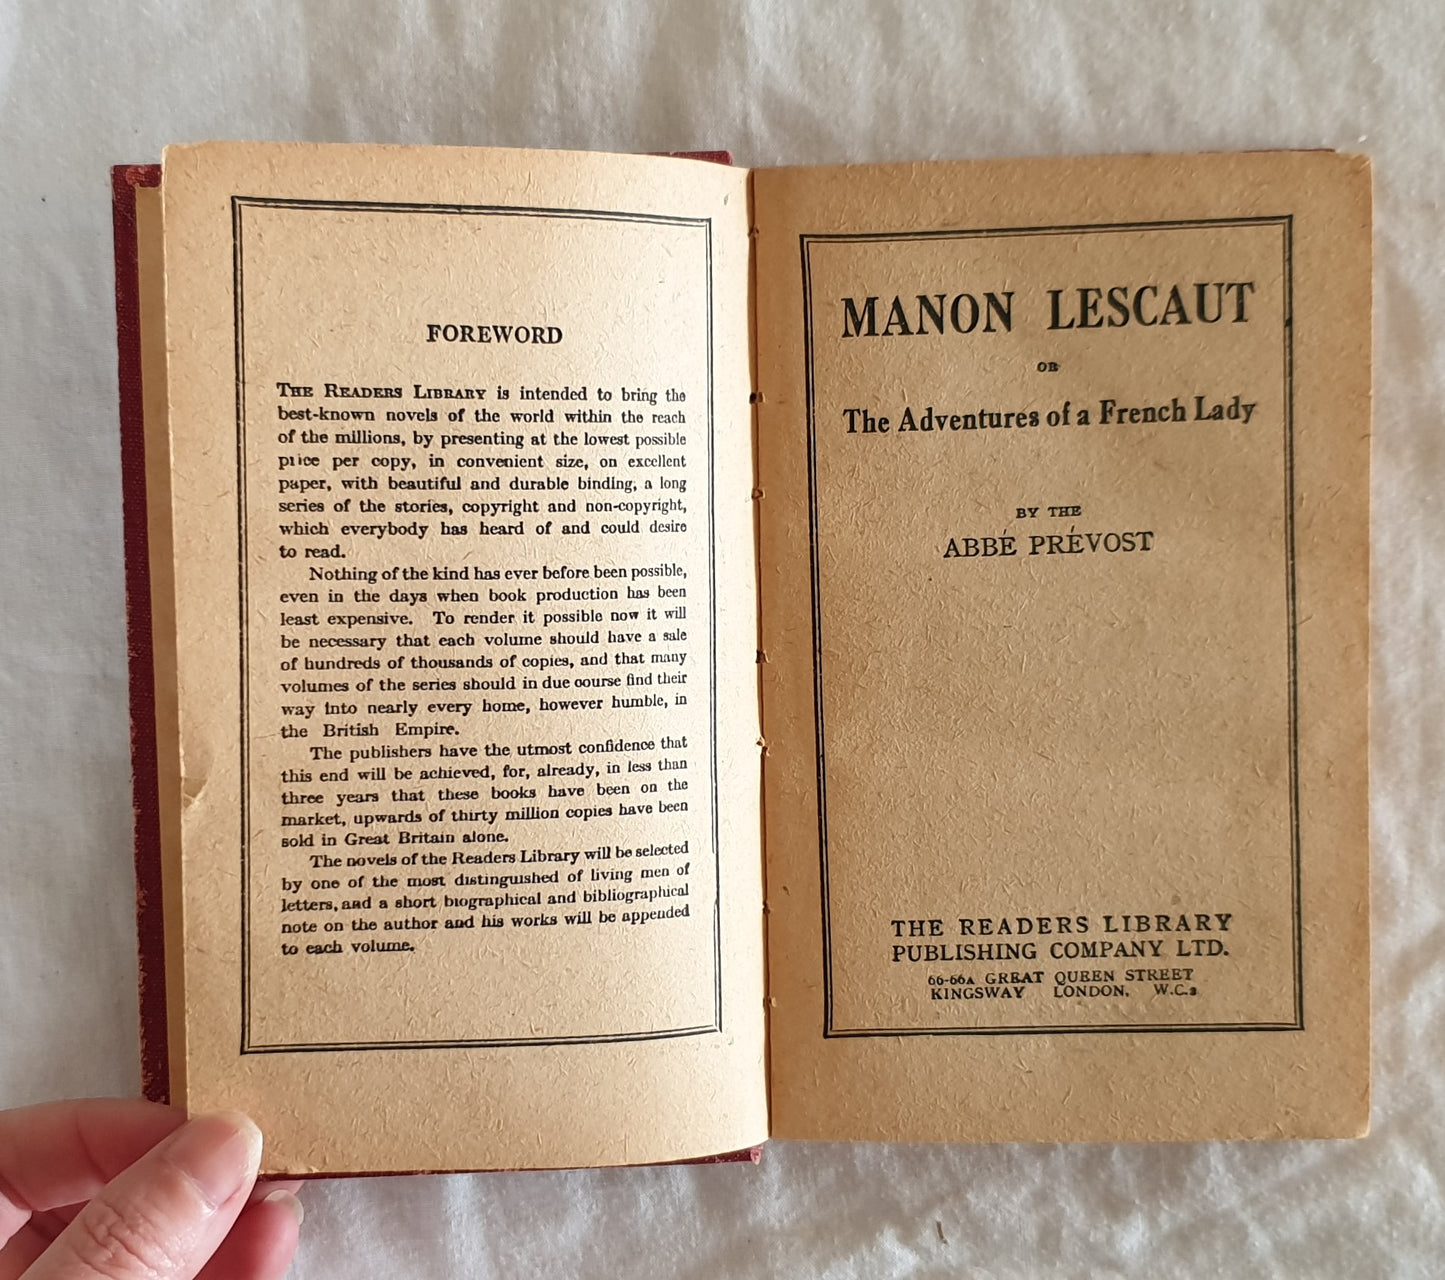 FOREWORD
THE READERS LIBRARY is intended to bring the
best-known novels of the world within the reach
of the millions, by presenting at the lowest possible
price per copy, in convenient size, on excellent
paper, with beautiful and durable binding, a long
series of the stories, copyright and non-copyright,
which everybody has heard of and could desire
to read.
Nothing of the kind has ever before been possible,
even in the days when book production has been
least expensive. To render it possible now it will
be necessary that each volume should have a sale
of hundreds of thousands of copies, and that many
volumes of the series should in due course find their
way into nearly every home, however humble, in
the British Empire.
The publishers have the utmost confidence that
this end will be achieved, for, already, in less than
three years that these books have been on the
market, upwards of thirty million copies have been
sold in Great Britain alone.
The novels of the Readers Library will be selected
by one of the most distinguished of living men of
letters, and a short biographical and bibliographical
note on the author and his works will be appended
to each volume.
MANON LESCAUT
OR
The Adventures of a French Lady
BY THE
ABBÉ PRÉVOST
THE READERS LIBRARY
PUBLISHING COMPANY LTD.
66-66A GREAT QUEEN STREET
KINGSWAY LONDON, W.C.2